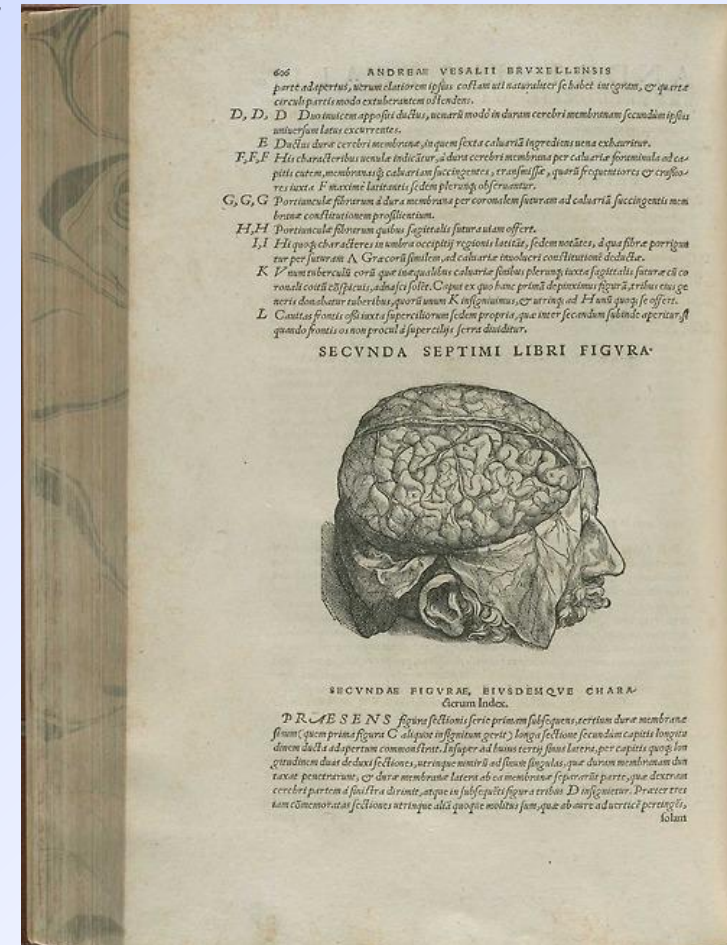 606 ANDREAE VESALII BRVXELLENSIS
parte adapertus, uerum elatiorem ipsius costam uti naturaliter se habet integram, & quartæ
circuli partis modo extuberantem ostendens.
D, D, D Duo inuicem appositi ductus, uenarū modò in duram cerebri membranam secundùm ipsius
uniuersum latus excurrentes.
E Ductus duræ cerebri membranæ, in quem sexta caluariā ingrediens uena exhauritur.
F,F,F His characteribus uenulæ indicātur, à dura cerebri membrana per caluariæ foraminula ad ca-
pitis cutem, membranasq́; caluariam succingentes, transmissæ, quarū frequentiores & crassio-
res iuxta F maximè latitantis sedem plerunq; obseruantur.
G, G, G Portiunculæ fibrarum à dura membrana per coronalem suturam ad caluariā succingentis mem
branæ constitutionem prosilientium.
H,H Portiunculæ fibrarum quibus sagittalis sutura uiam offert.
I,I Hi quoq; characteres in umbra occipitij regionis latitāt, sedem notātes, à qua fibræ porrigun
tur per suturam Λ Græcorū similem, ad caluariæ inuolucri constitutionē deductæ.
K Vnum tuberculū eorū quæ inæqualibus caluariæ sinibus plerunq; iuxta sagittalis suturæ cū co
ronali coitū cōspicuis, adnasci solēt. Caput ex quo hanc primā depinximus figurā, tribus eius ge
neris donabatur tuberibus, quorū unum K insigniuimus, & utrinq; ad H unū quoq; se offert.
L Cauitas frontis ossi iuxta superciliorum sedem propria, quæ inter secandum subinde aperitur, si
quando frontis os non procul à supercilijs serra diuiditur.
SECVNDA SEPTIMI LIBRI FIGVRA.
SECVNDAE FIGVRAE, EIVSDEMQVE CHARA-
cterum Index.
PRAESENS figura sectionis serie primam subsequens, tertium duræ membranæ
sinum (quem prima figura C aliquot insignitum gerit) longa sectione secundùm capitis longitu
dinem ducta adapertum commonstrat. Insuper ad huius tertij sinus latera, per capitis quoq; lon
gitudinem duas deduxi sectiones, utrinque nimirū ad sinum singulas, quæ duram membranam dun
taxat penetrarunt, & duræ membranæ latera ab ea membranæ separarūt parte, quæ dextram
cerebri partem à sinistra dirimit, atque in subsequēti figura tribus D insignietur. Præter tres
iam cōmemoratas sectiones utrinque aliā quoque molitus sum, quæ ab aure ad uerticē pertingēs,
solam